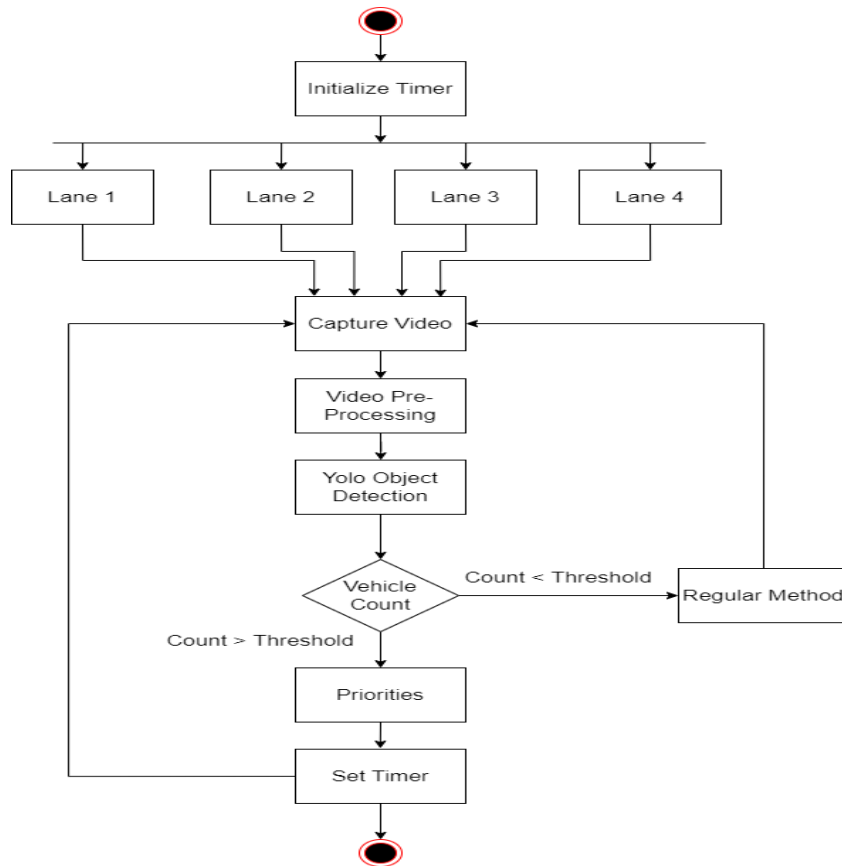 Initialize Timer
Lane 1
Lane 2
Lane 3
Lane 4
Capture Video
Video Pre-
Processing
Yolo Object
Detection
Vehicle
Count
Count < Threshold
Regular Method
Count > Threshold
Priorities
Set Timer